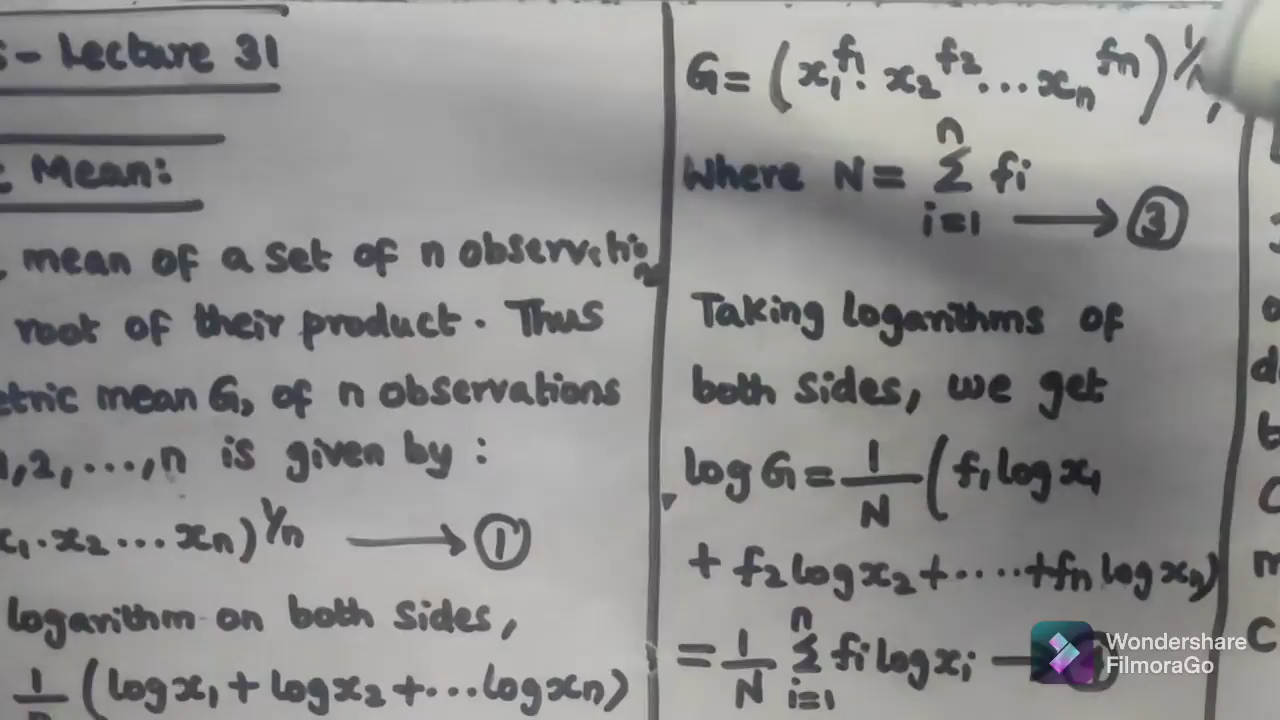 s - Lecture 31
c Mean:
mean of a set of n observatio
root of their product. Thus
etric mean G, of n observations
1, 2, ..., n is given by:
x₁ · x₂ ... xn)^1/n ⟶ ①
logarithm on both sides,
1/n (log x₁ + log x₂ + ... log xn)
G = (x₁^f₁ · x₂^f₂ ... xn^fn)^1/N,
Where N = n Σ i=1 fi ⟶ ③
Taking logarithms of
both sides, we get
log G = 1/N (f₁ log x₁
+ f₂ log x₂ + .... + fn log xn)
= 1/N n Σ i=1 fi log xi —
Wondershare
FilmoraGo